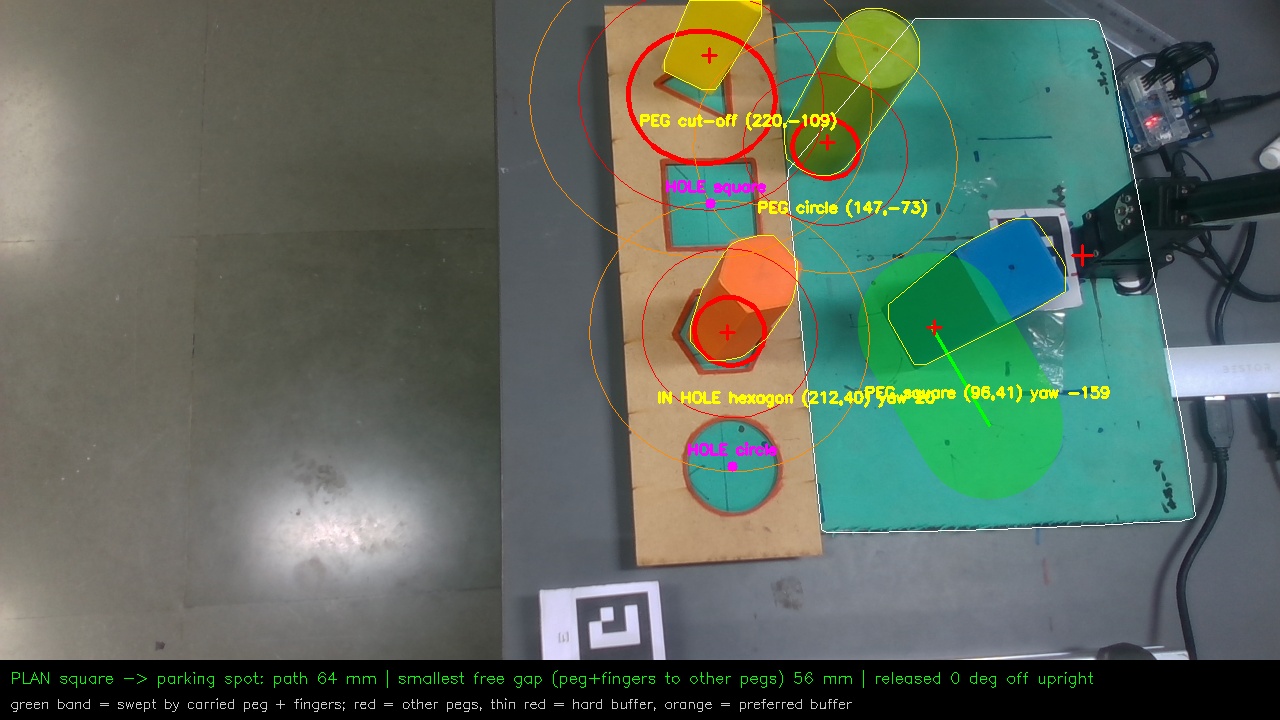 PEG cut-off (220,-109)
HOLE square
PEG circle (147,-73)
PEG square (96,41) yaw -159
IN HOLE hexagon (212,40) yaw
HOLE circle
PLAN square -> parking spot: path 64 mm | smallest free gap (peg+fingers to other pegs) 56 mm | released 0 deg off upright
green band = swept by carried peg + fingers; red = other pegs, thin red = hard buffer, orange = preferred buffer